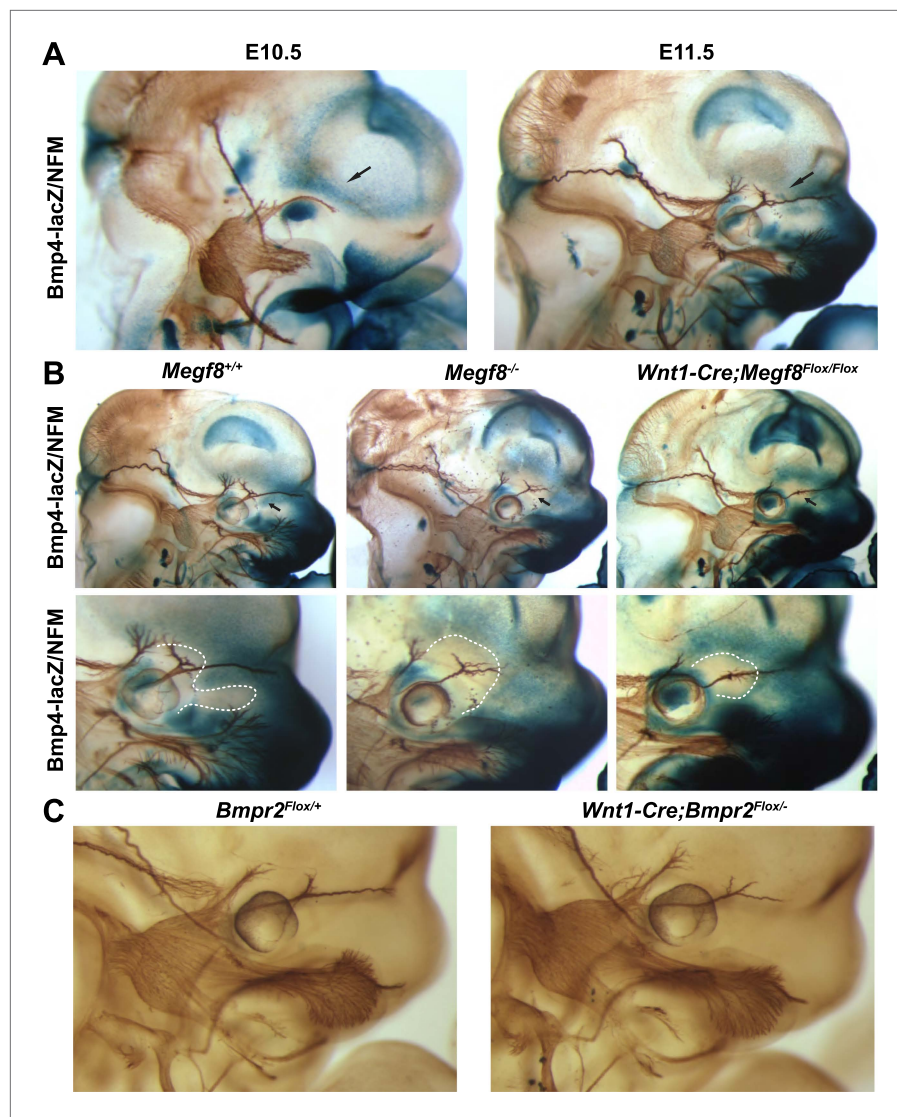 A
E10.5
E11.5
Bmp4-lacZ/NFM
B
Megf8+/+
Megf8-/-
Wnt1-Cre;Megf8Flox/Flox
Bmp4-lacZ/NFM
Bmp4-lacZ/NFM
C
Bmpr2Flox/+
Wnt1-Cre;Bmpr2Flox/-